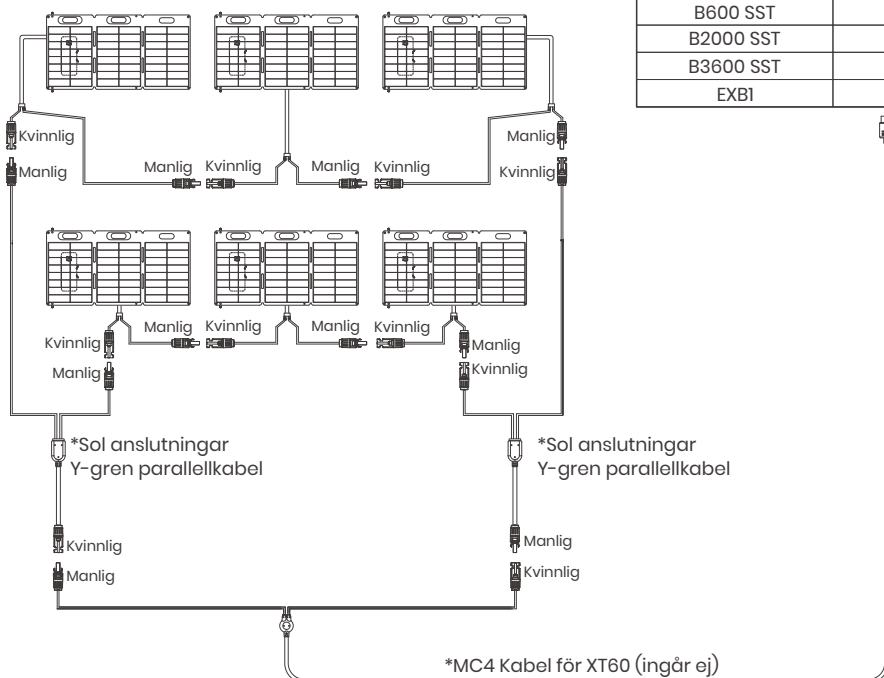 B600 SST
B2000 SST
B3600 SST
EXB1
Kvinnlig
Manlig
Manlig
Manlig
Kvinnlig
Manlig
Kvinnlig
Kvinnlig
Manlig
Kvinnlig
Manlig
Kvinnlig
Kvinnlig
Manlig
Manlig
Kvinnlig
*Sol anslutningar
Y-gren parallellkabel
*Sol anslutningar
Y-gren parallellkabel
Kvinnlig
Manlig
Manlig
Kvinnlig
*MC4 Kabel för XT60 (ingår ej)